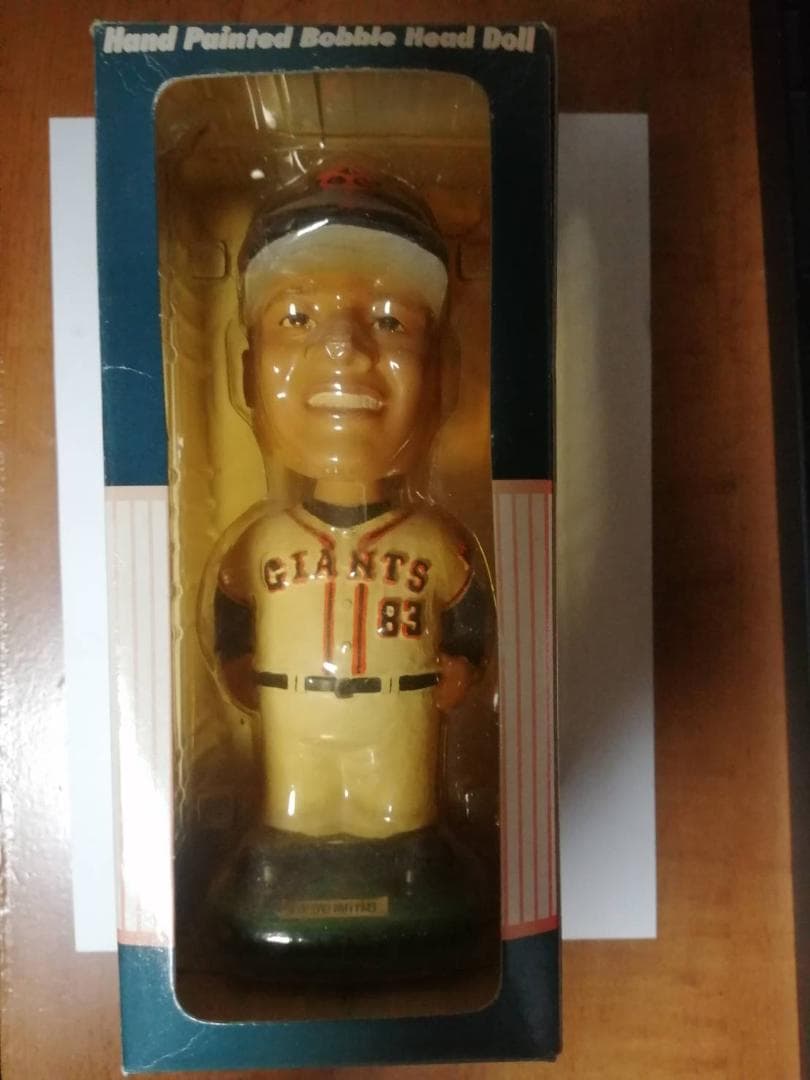 Hand Painted Bobble Head Doll
GIANTS
83